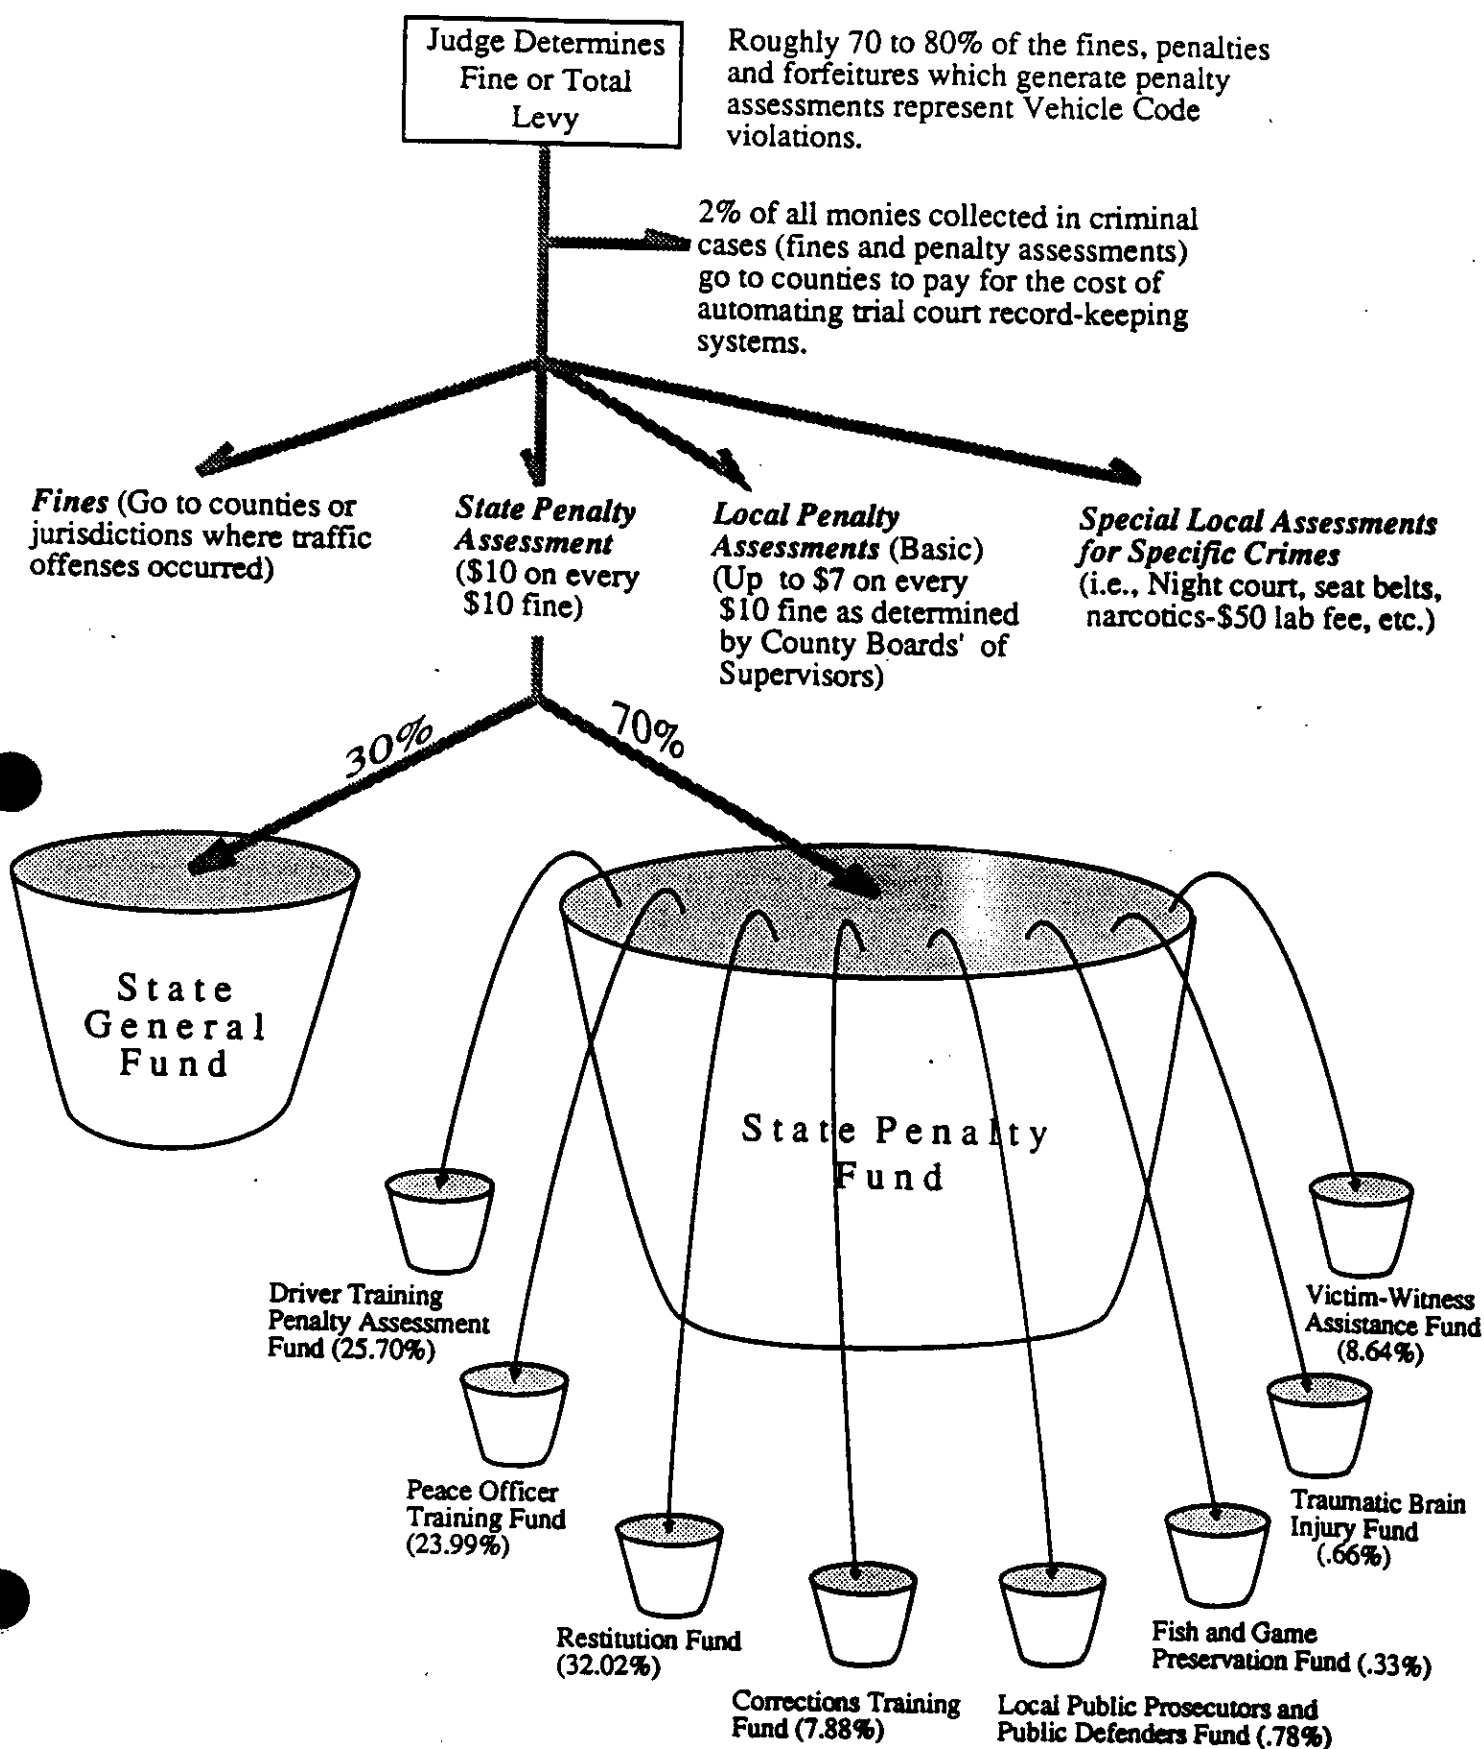 Judge Determines
Fine or Total
Levy
Roughly 70 to 80% of the fines, penalties
and forfeitures which generate penalty
assessments represent Vehicle Code
violations.
2% of all monies collected in criminal
cases (fines and penalty assessments)
go to counties to pay for the cost of
automating trial court record-keeping
systems.
Fines (Go to counties or
jurisdictions where traffic
offenses occurred)
State Penalty
Assessment
($10 on every
$10 fine)
Local Penalty
Assessments (Basic)
(Up to $7 on every
$10 fine as determined
by County Boards' of
Supervisors)
Special Local Assessments
for Specific Crimes
(i.e., Night court, seat belts,
narcotics-$50 lab fee, etc.)
30%
70%
State
General
Fund
State Penalty
Fund
Driver Training
Penalty Assessment
Fund (25.70%)
Peace Officer
Training Fund
(23.99%)
Restitution Fund
(32.02%)
Corrections Training
Fund (7.88%)
Local Public Prosecutors and
Public Defenders Fund (.78%)
Fish and Game
Preservation Fund (.33%)
Traumatic Brain
Injury Fund
(.66%)
Victim-Witness
Assistance Fund
(8.64%)